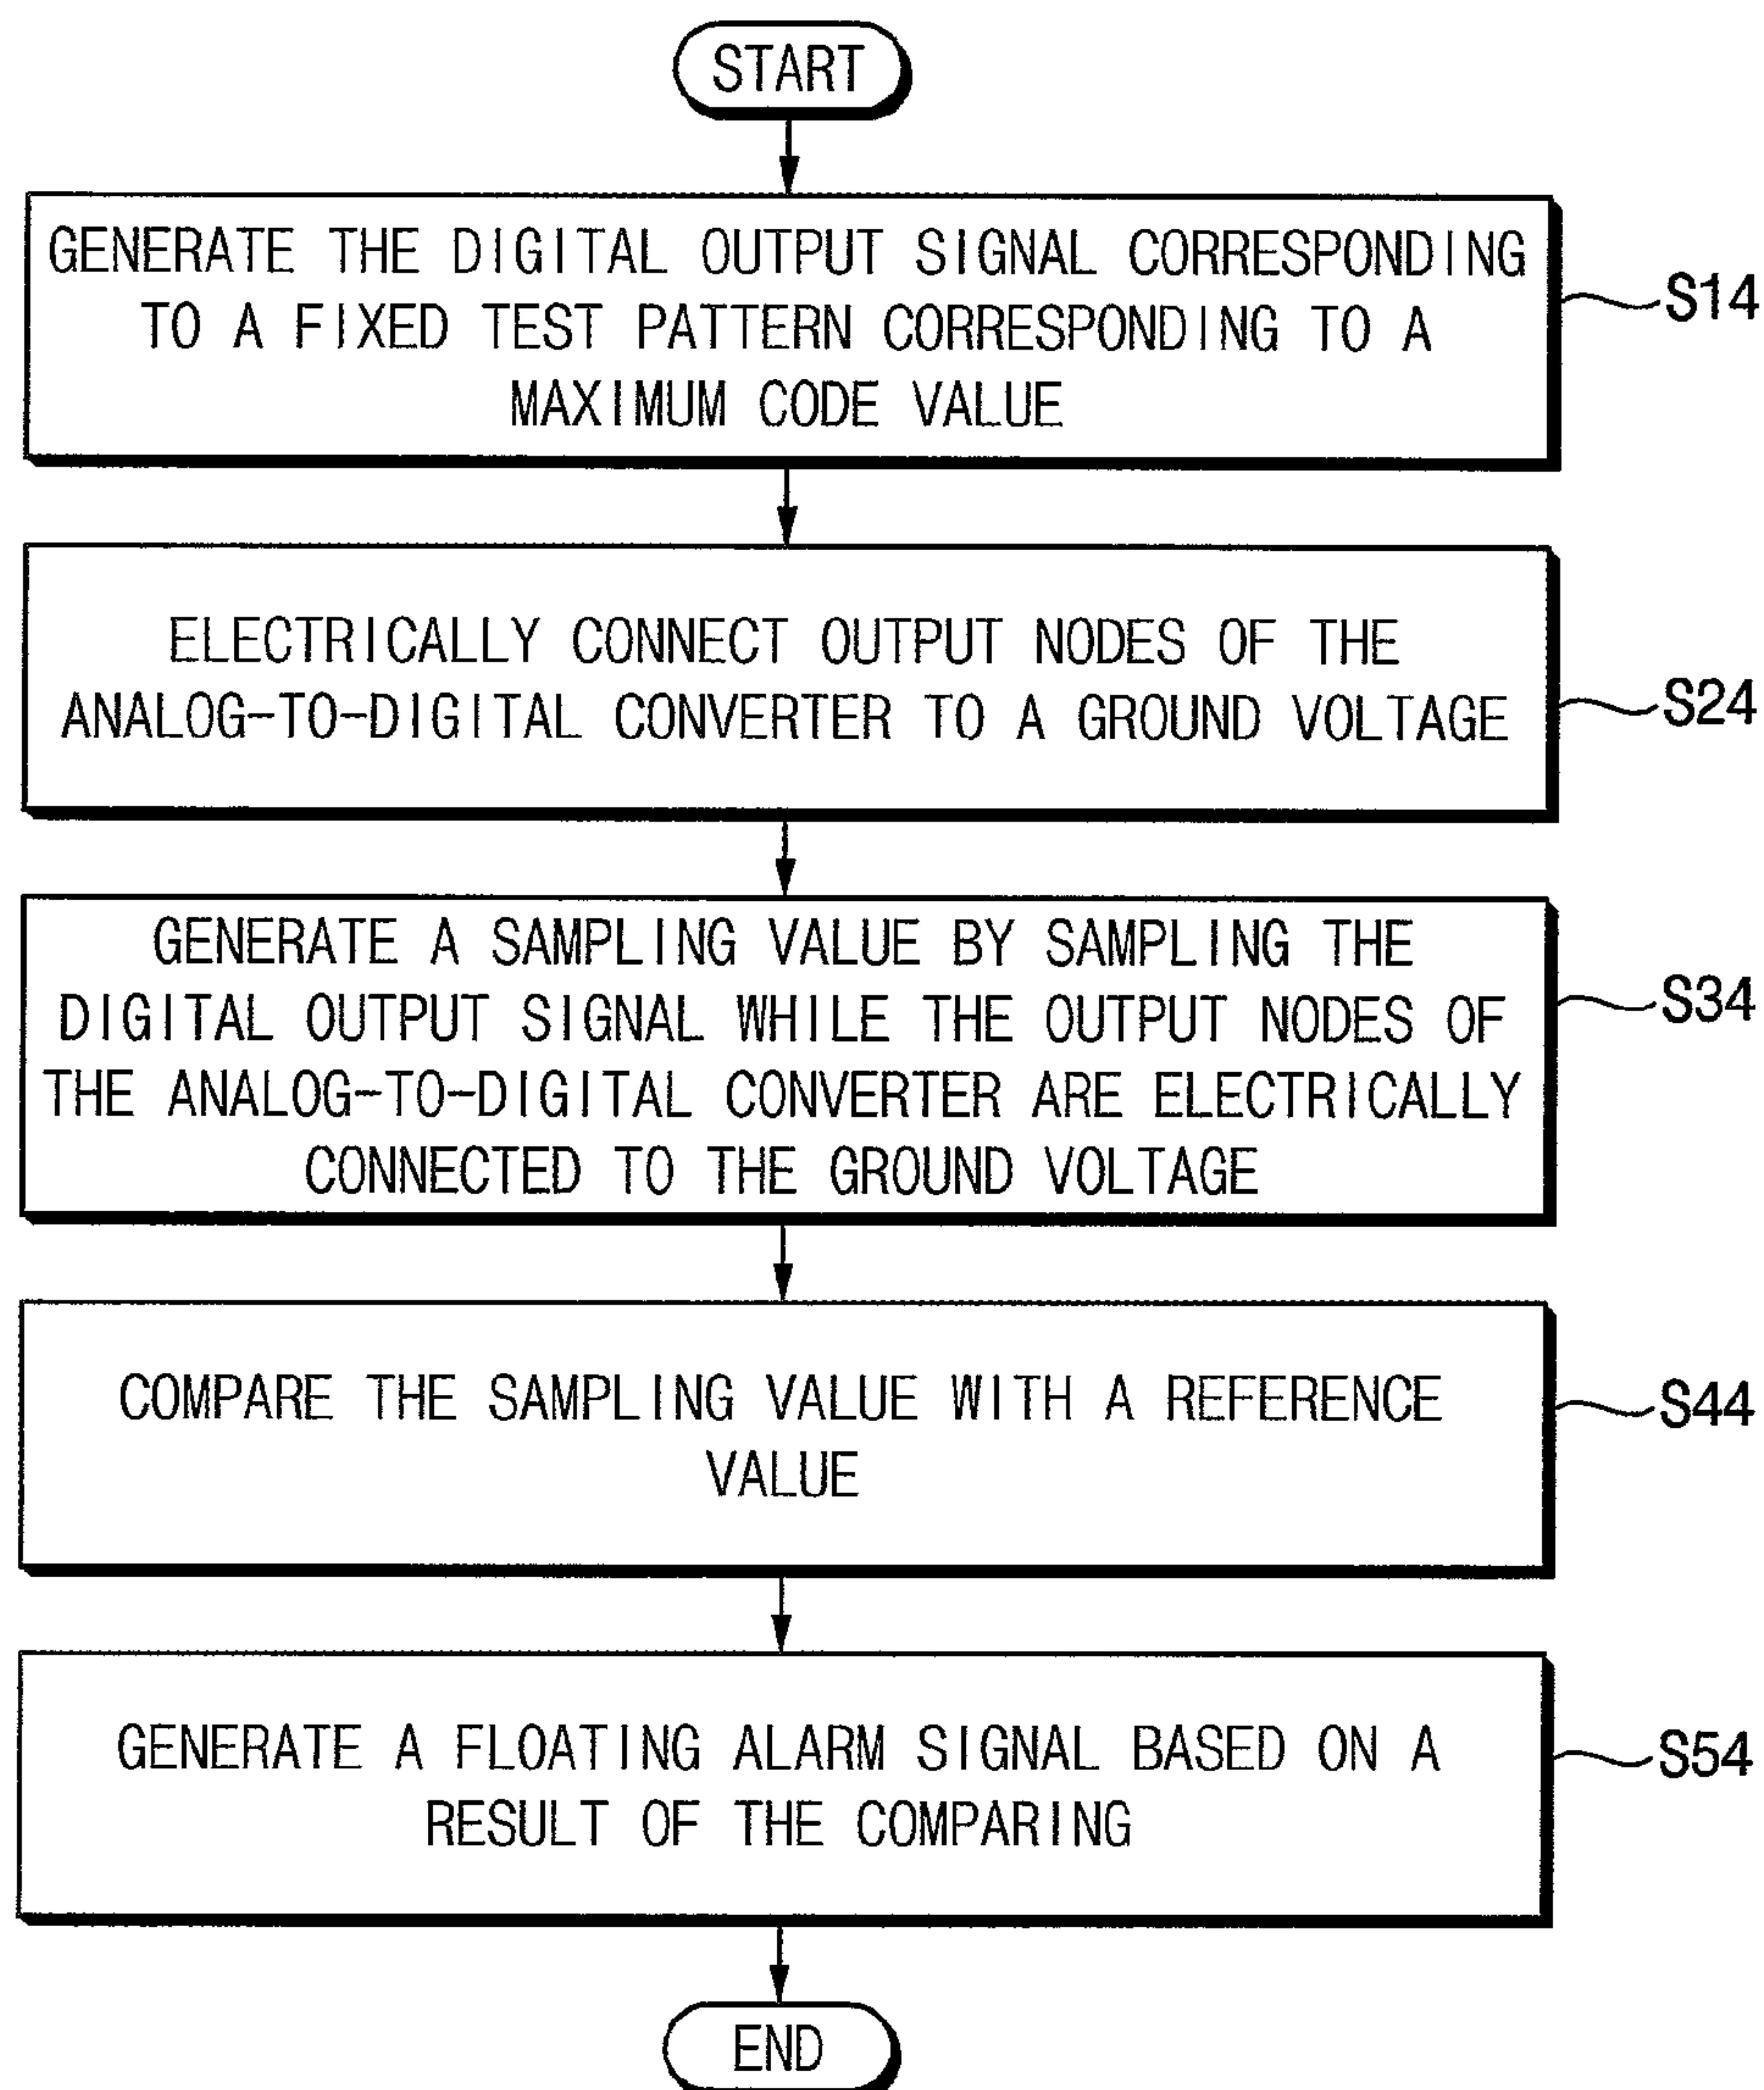 START
GENERATE THE DIGITAL OUTPUT SIGNAL CORRESPONDING
TO A FIXED TEST PATTERN CORRESPONDING TO A
MAXIMUM CODE VALUE
S14
ELECTRICALLY CONNECT OUTPUT NODES OF THE
ANALOG-TO-DIGITAL CONVERTER TO A GROUND VOLTAGE
S24
GENERATE A SAMPLING VALUE BY SAMPLING THE
DIGITAL OUTPUT SIGNAL WHILE THE OUTPUT NODES OF
THE ANALOG-TO-DIGITAL CONVERTER ARE ELECTRICALLY
CONNECTED TO THE GROUND VOLTAGE
S34
COMPARE THE SAMPLING VALUE WITH A REFERENCE
VALUE
S44
GENERATE A FLOATING ALARM SIGNAL BASED ON A
RESULT OF THE COMPARING
S54
END